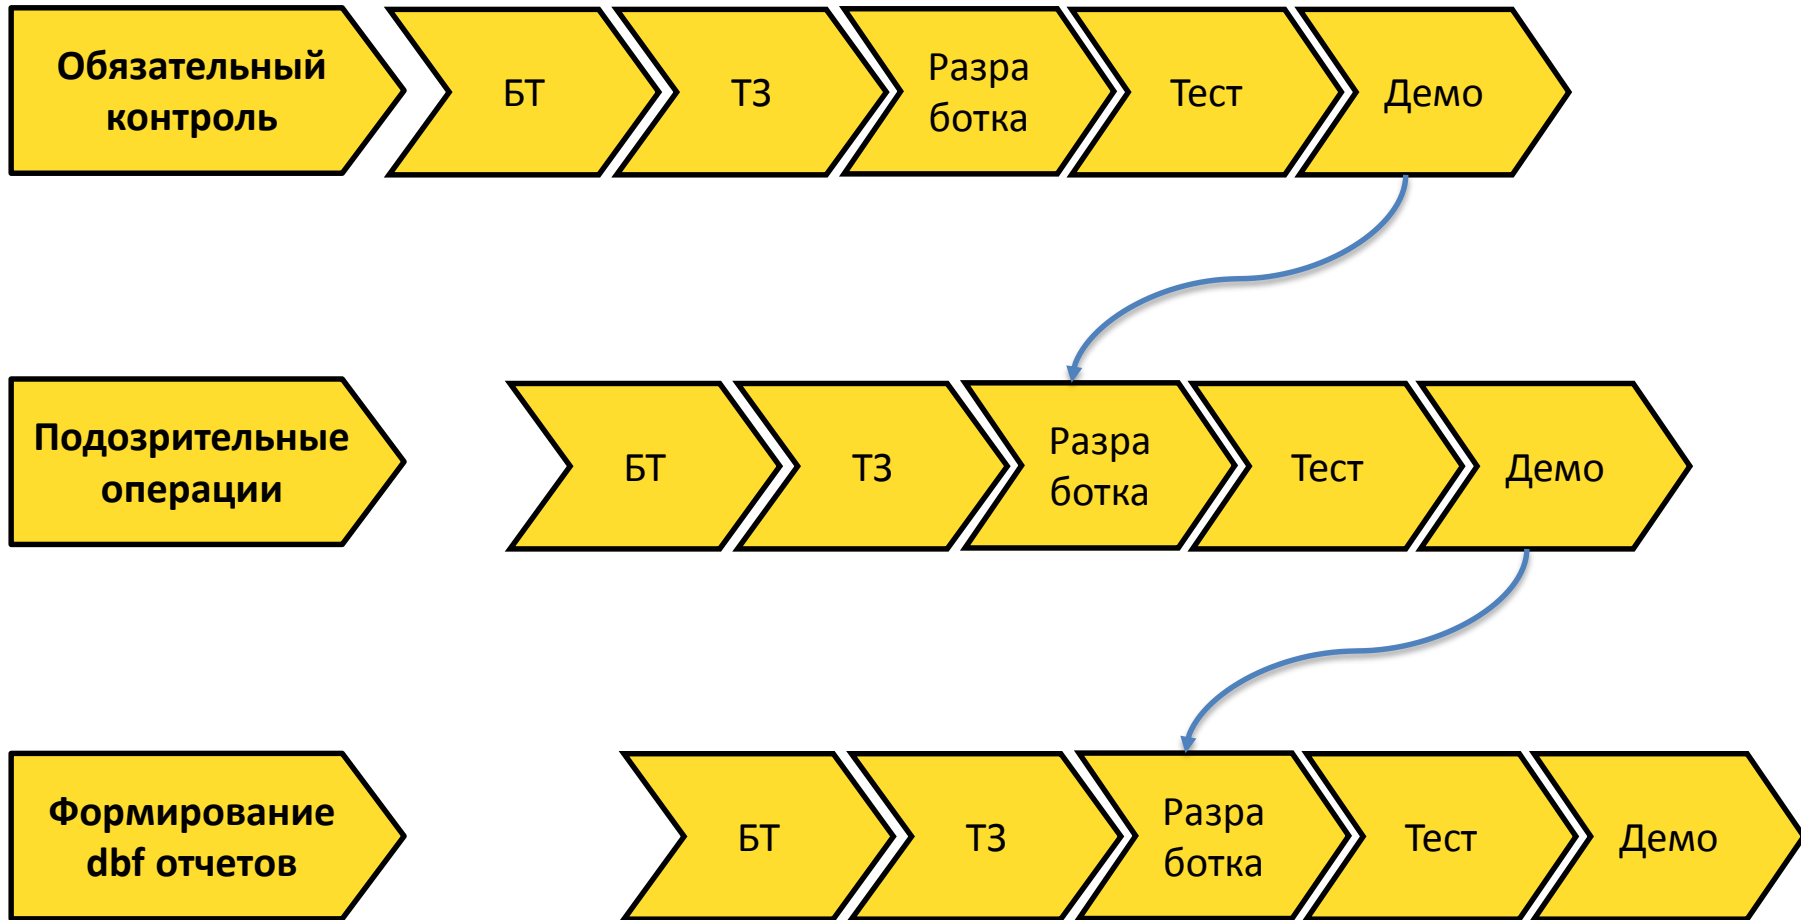 Обязательный
контроль
БТ
ТЗ
Разра
ботка
Тест
Демо
Подозрительные
операции
БТ
ТЗ
Разра
ботка
Тест
Демо
Формирование
dbf отчетов
БТ
ТЗ
Разра
ботка
Тест
Демо